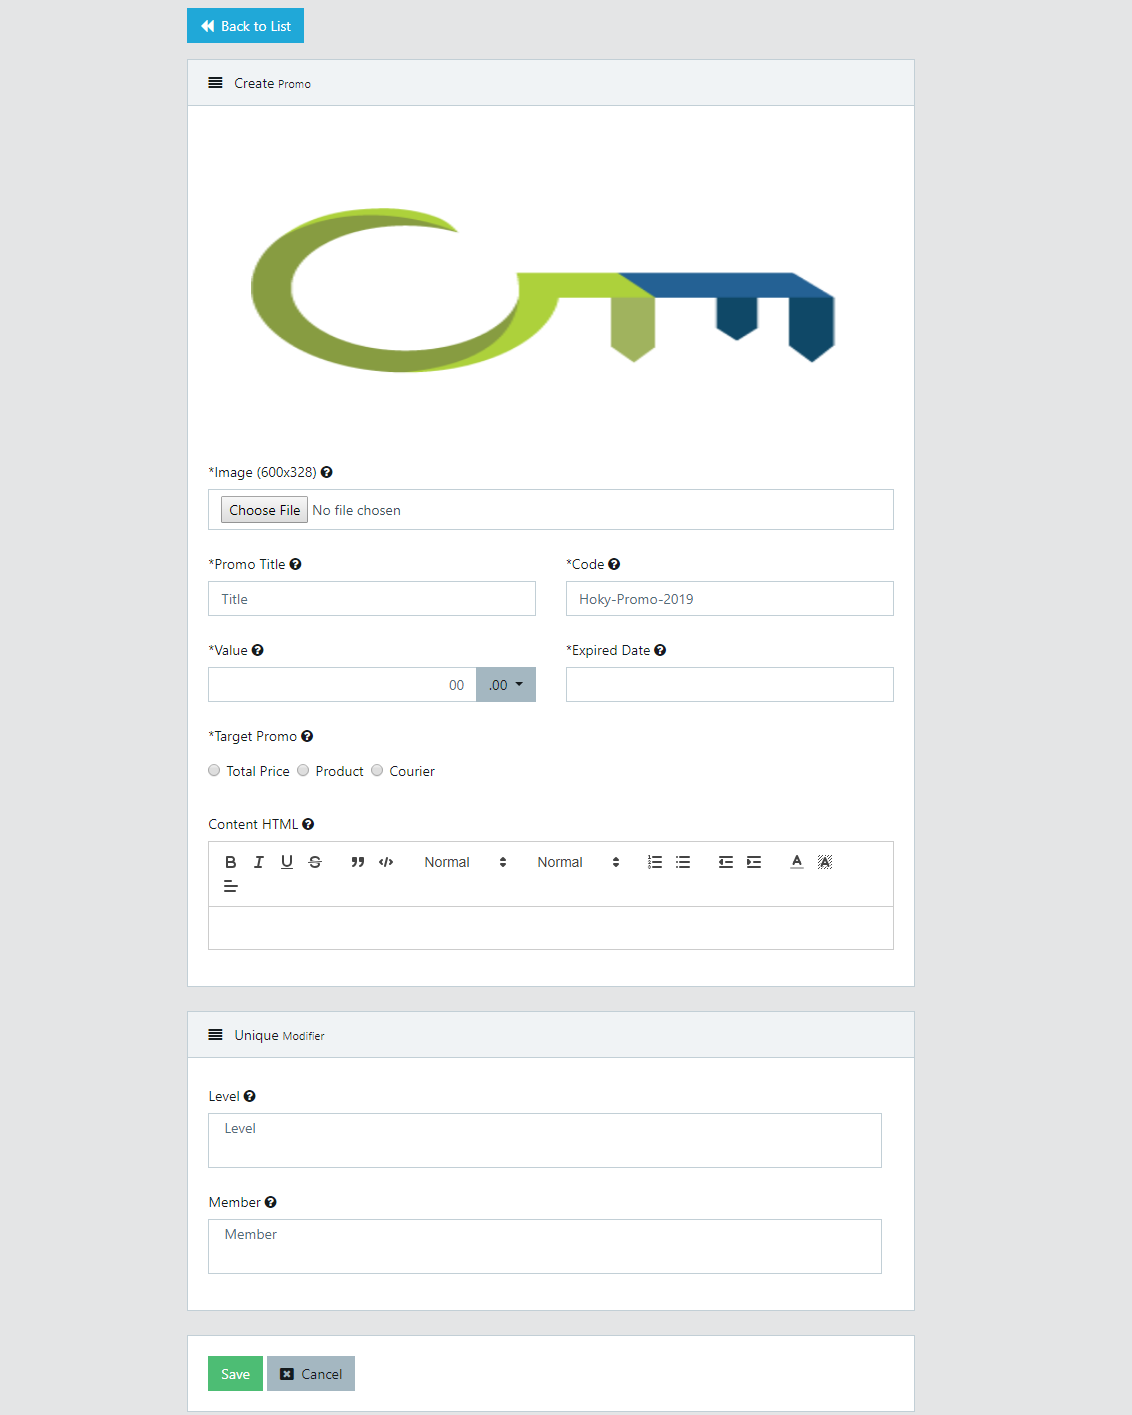 Back to List
Create Promo
*Image (600x328)
Choose File No file chosen
*Promo Title *Code
Title Hoky-Promo-2019
*Value *Expired Date
00 .00
*Target Promo
Total Price Product Courier
Content HTML
Normal Normal
Unique Modifier
Level
Level
Member
Member
Save Cancel